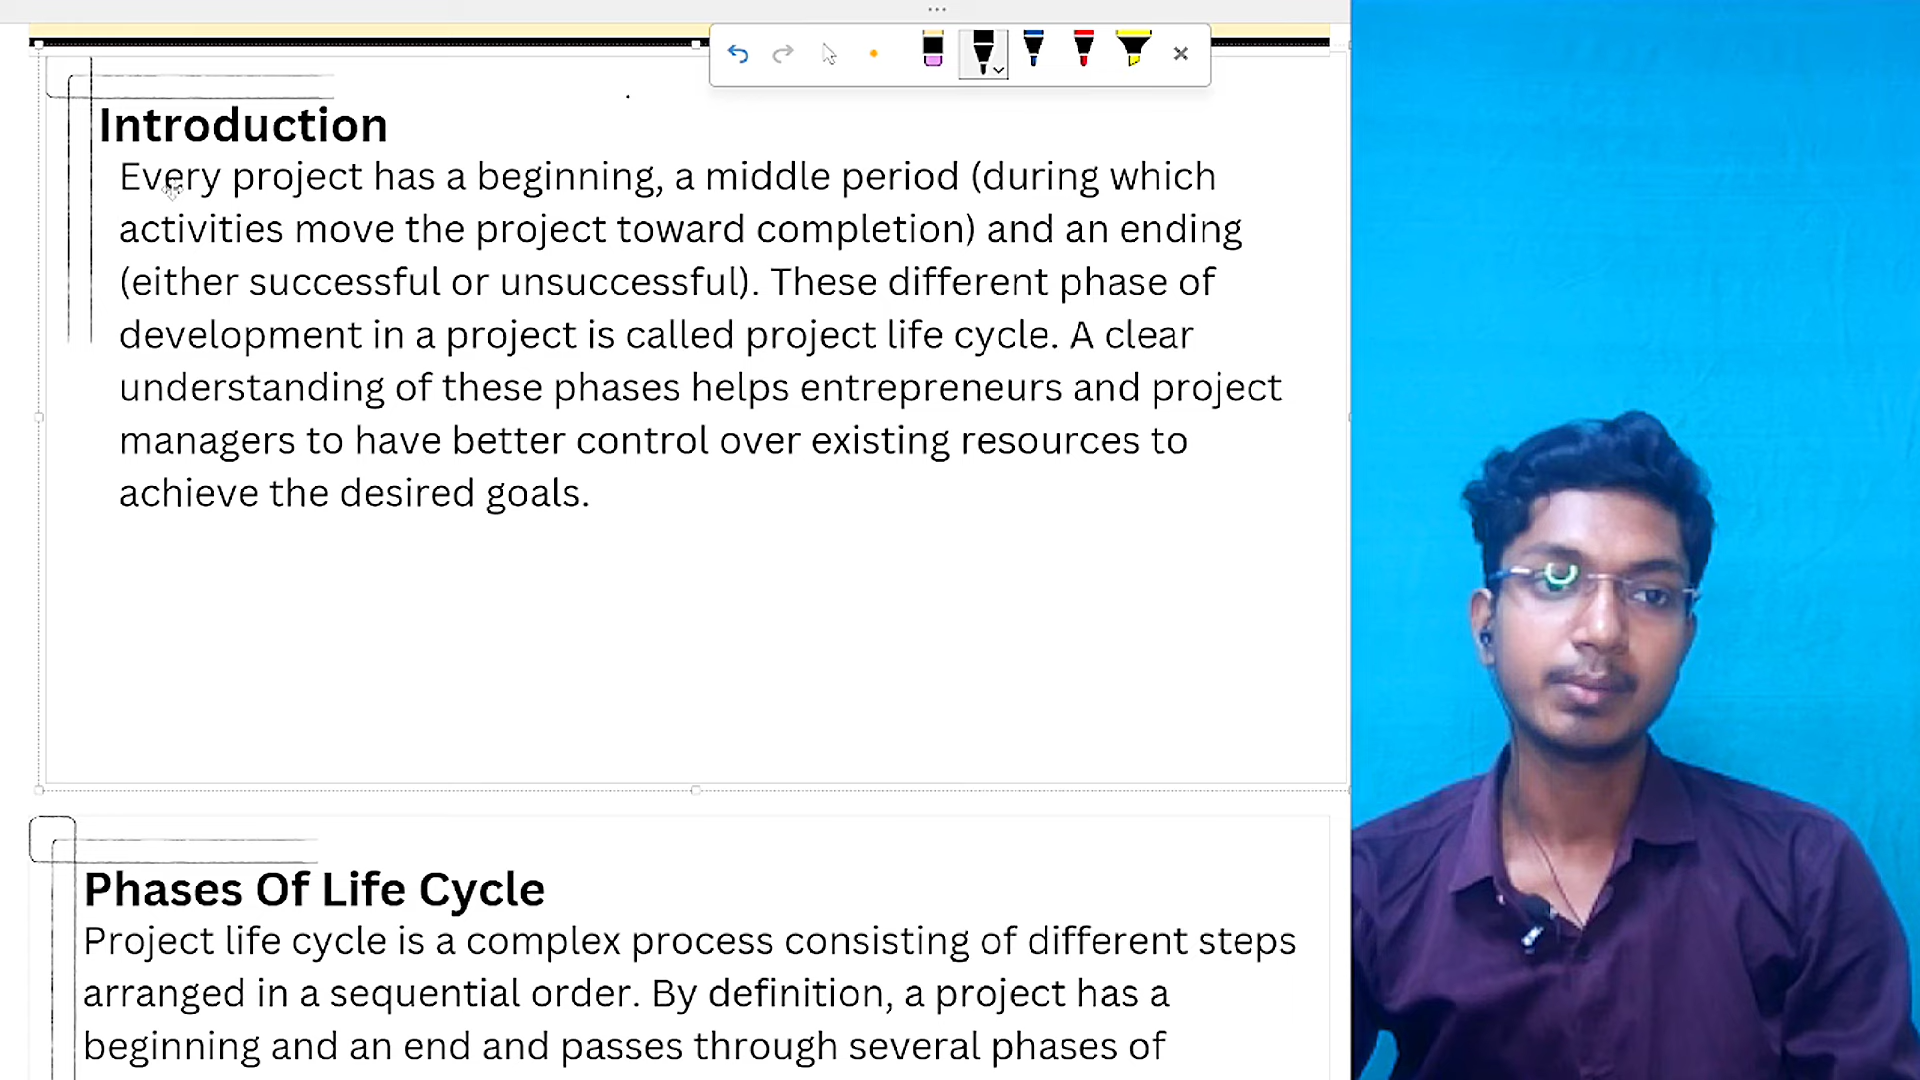 Introduction
Every project has a beginning, a middle period (during which
activities move the project toward completion) and an ending
(either successful or unsuccessful). These different phase of
development in a project is called project life cycle. A clear
understanding of these phases helps entrepreneurs and project
managers to have better control over existing resources to
achieve the desired goals.
Phases Of Life Cycle
Project life cycle is a complex process consisting of different steps
arranged in a sequential order. By definition, a project has a
beginning and an end and passes through several phases of